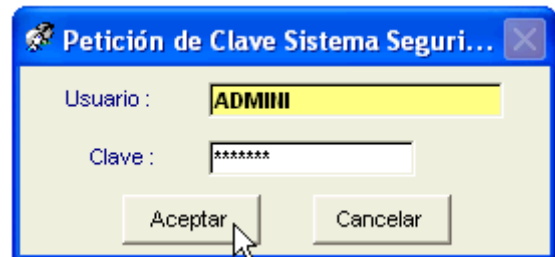 Petición de Clave Sistema Seguri...
Usuario : ADMINI
Clave : *******
Aceptar Cancelar